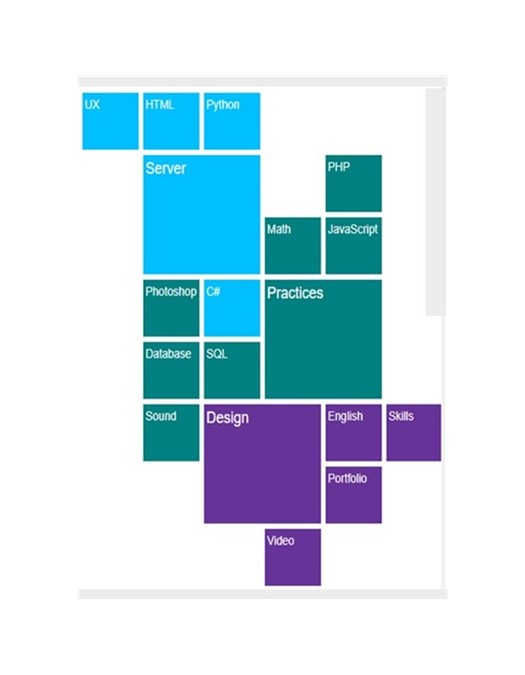 UX HTML Python
Server PHP
Math JavaScript
Photoshop C# Practices
Database SQL
Sound Design English Skills
Portfolio
Video